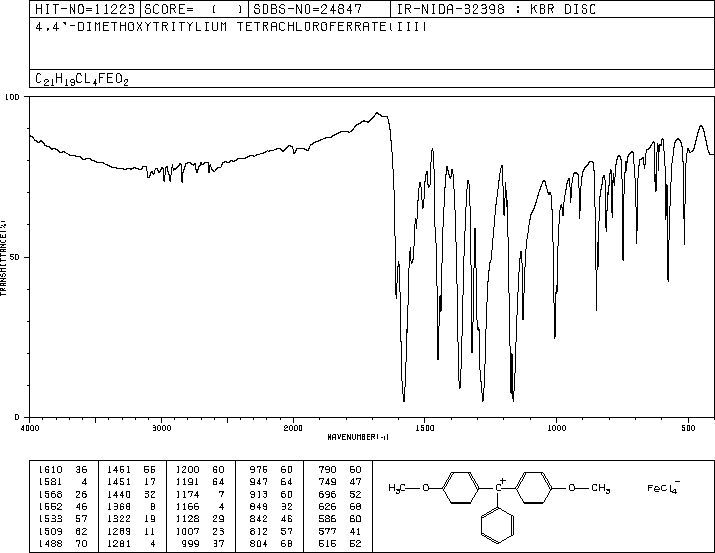 HIT-NO=11223 SCORE= ( ) SDBS-NO=24847 IR-NIDA-32398 : KBR DISC
4,4'-DIMETHOXYTRITYLIUM TETRACHLOROFERRATE(III)
C21H19CL4FEO2
100
50
0
TRANSMITTANCE(%)
4000 3000 2000 1500 1000 500
WAVENUMBER(-1)
1610 36 1461 66 1200 60 976 60 790 60
1581 4 1451 17 1191 64 947 64 749 47
1568 26 1440 32 1174 7 913 60 696 52
1552 46 1368 8 1166 4 849 32 626 68
1533 57 1322 19 1128 29 842 46 586 60
1509 62 1289 11 1007 23 812 57 577 41
1488 70 1281 4 999 37 804 68 515 52
H3C O C + O CH3 FeCl4−